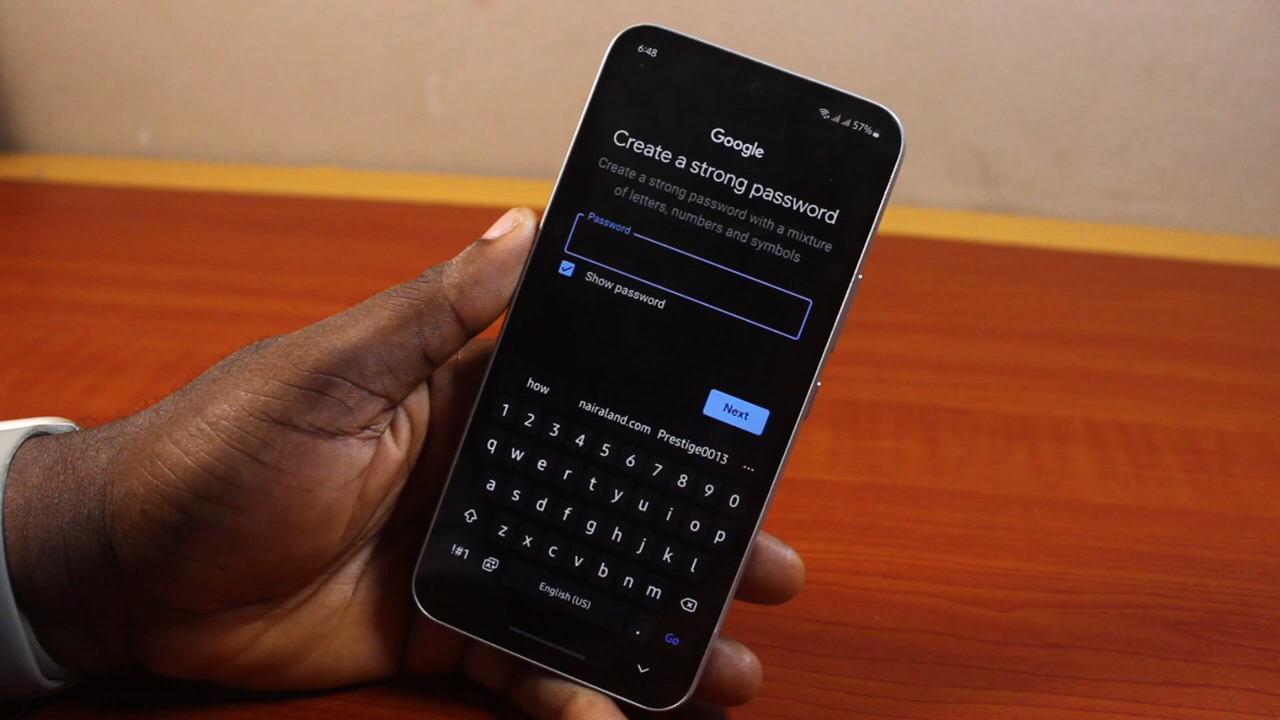 6:48
57%
Google
Create a strong password
Create a strong password with a mixture
of letters, numbers and symbols
Password
Show password
Next
how nairaland.com Prestige0013 ...
1 2 3 4 5 6 7 8 9 0
q w e r t y u i o p
a s d f g h j k l
z x c v b n m
!#1 English (US) . Go